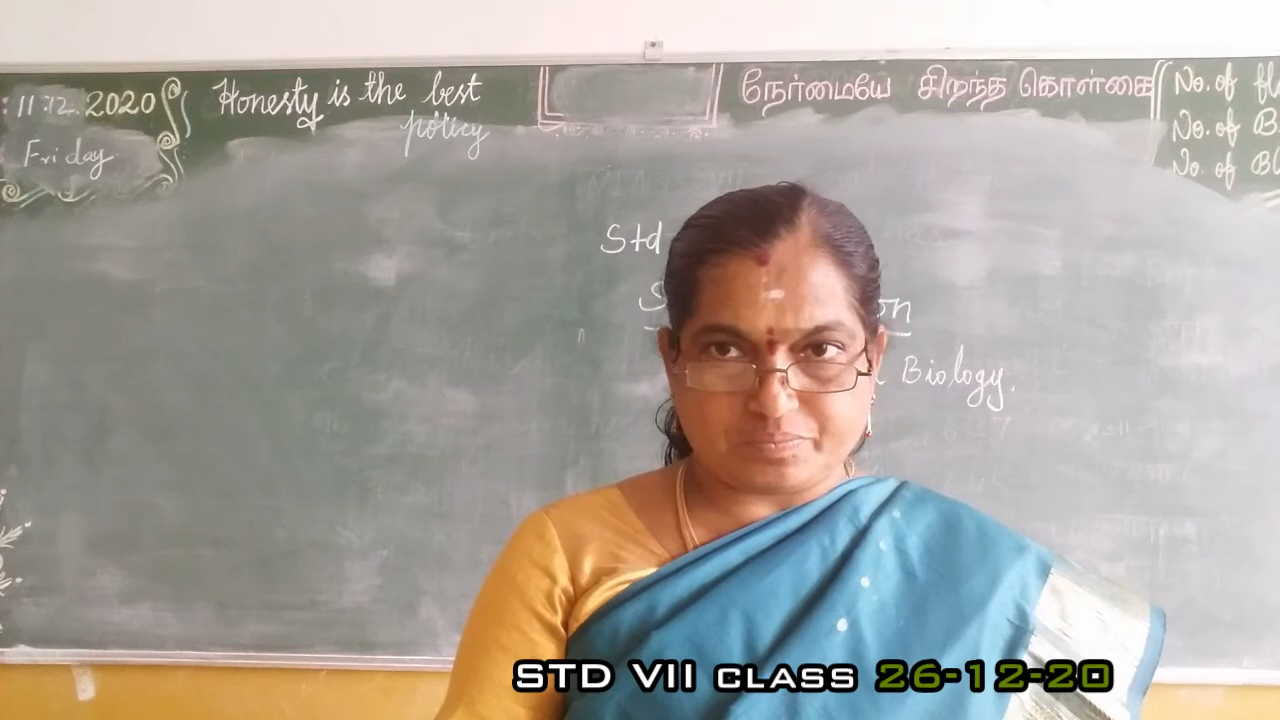 11.12.2020
Friday
Honesty is the best
policy
நேர்மையே சிறந்த கொள்கை
No. of
No. of
No. of
Std
Biology.
STD VII CLASS 26-12-20